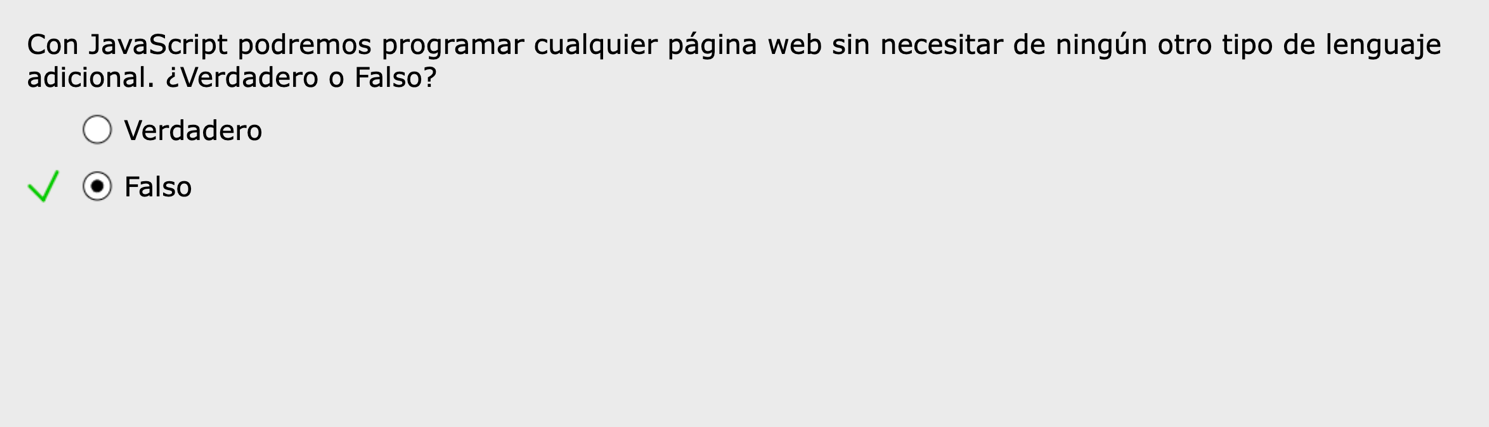 Con JavaScript podremos programar cualquier página web sin necesitar de ningún otro tipo de lenguaje
adicional. ¿Verdadero o Falso?
Verdadero
Falso